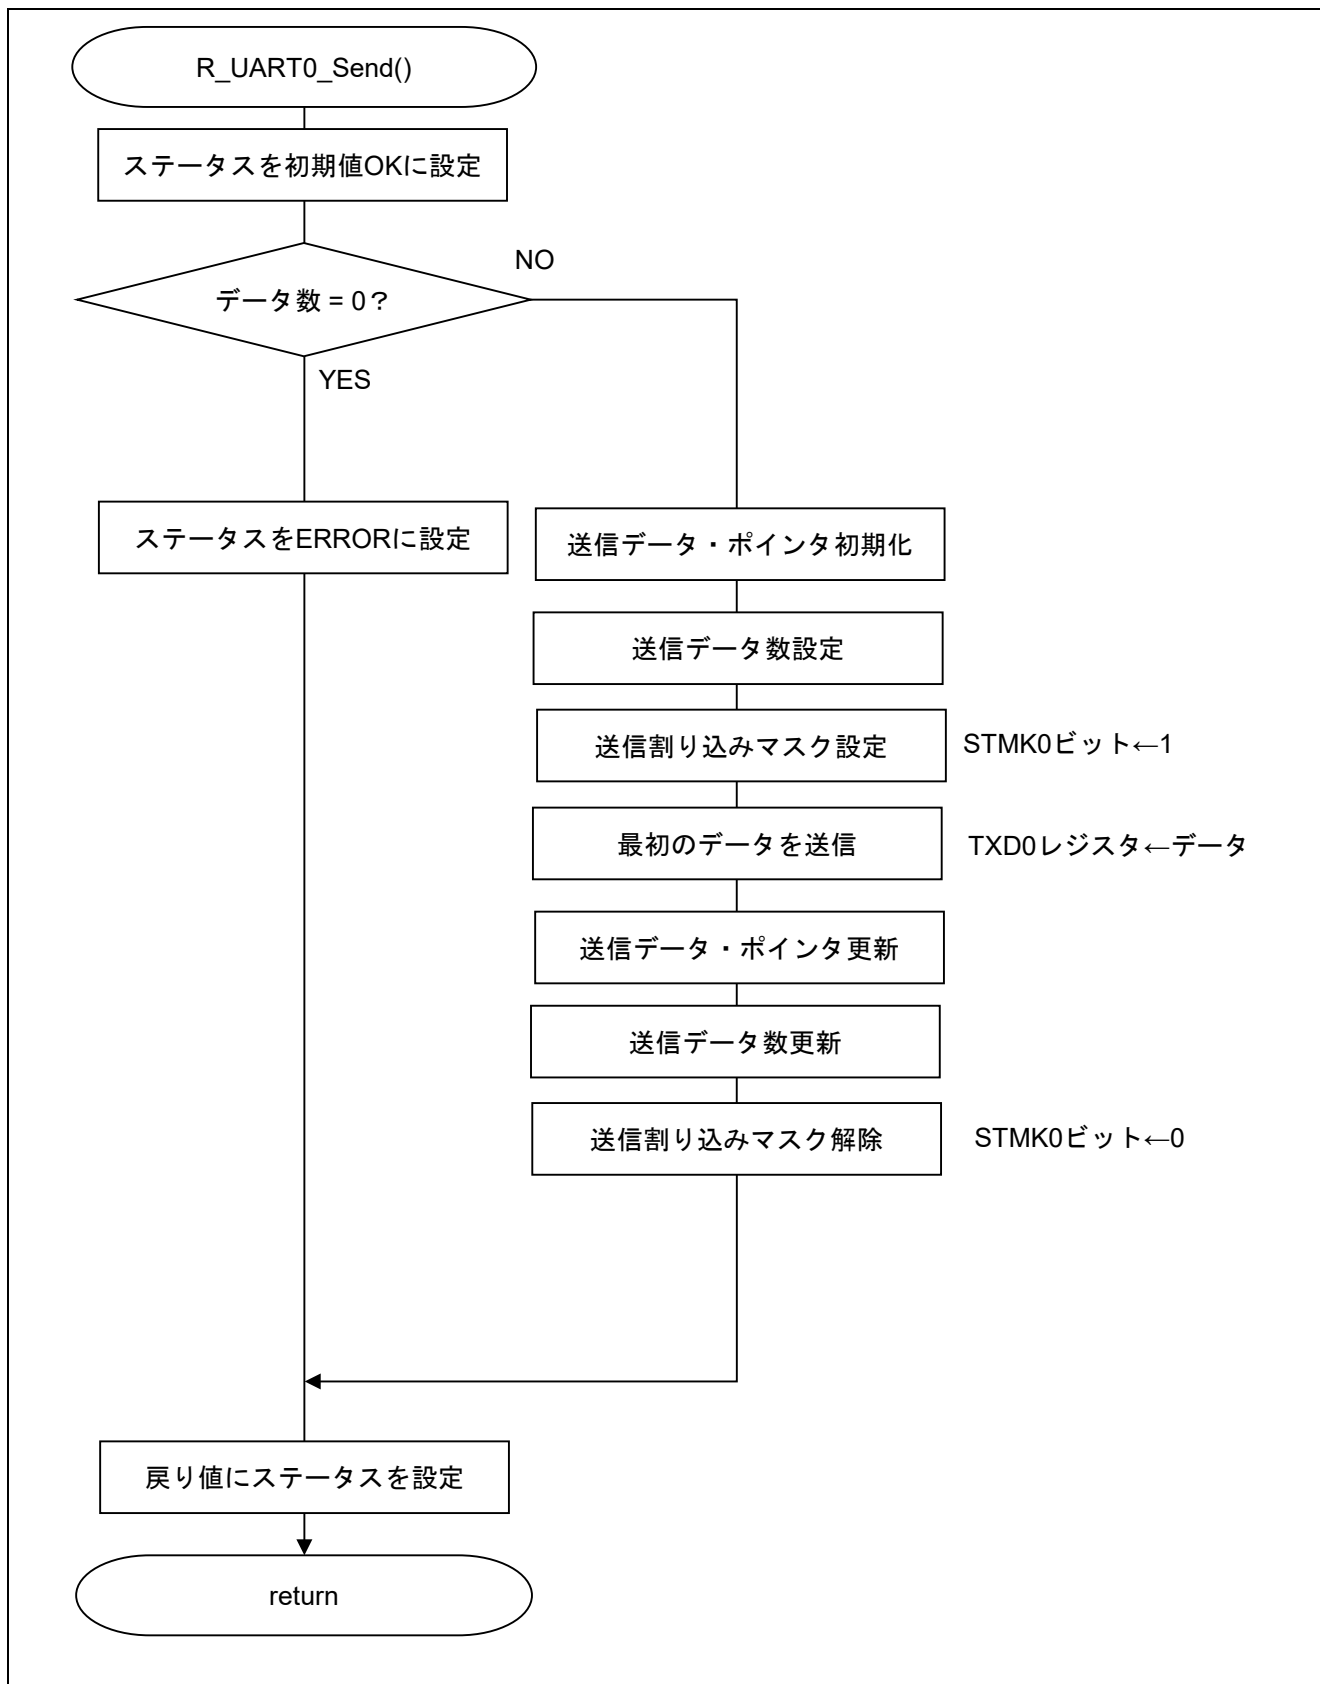 R_UART0_Send()
ステータスを初期値OKに設定
NO
データ数 = 0？
YES
ステータスをERRORに設定
送信データ・ポインタ初期化
送信データ数設定
送信割り込みマスク設定
STMK0ビット←1
最初のデータを送信
TXD0レジスタ←データ
送信データ・ポインタ更新
送信データ数更新
送信割り込みマスク解除
STMK0ビット←0
戻り値にステータスを設定
return